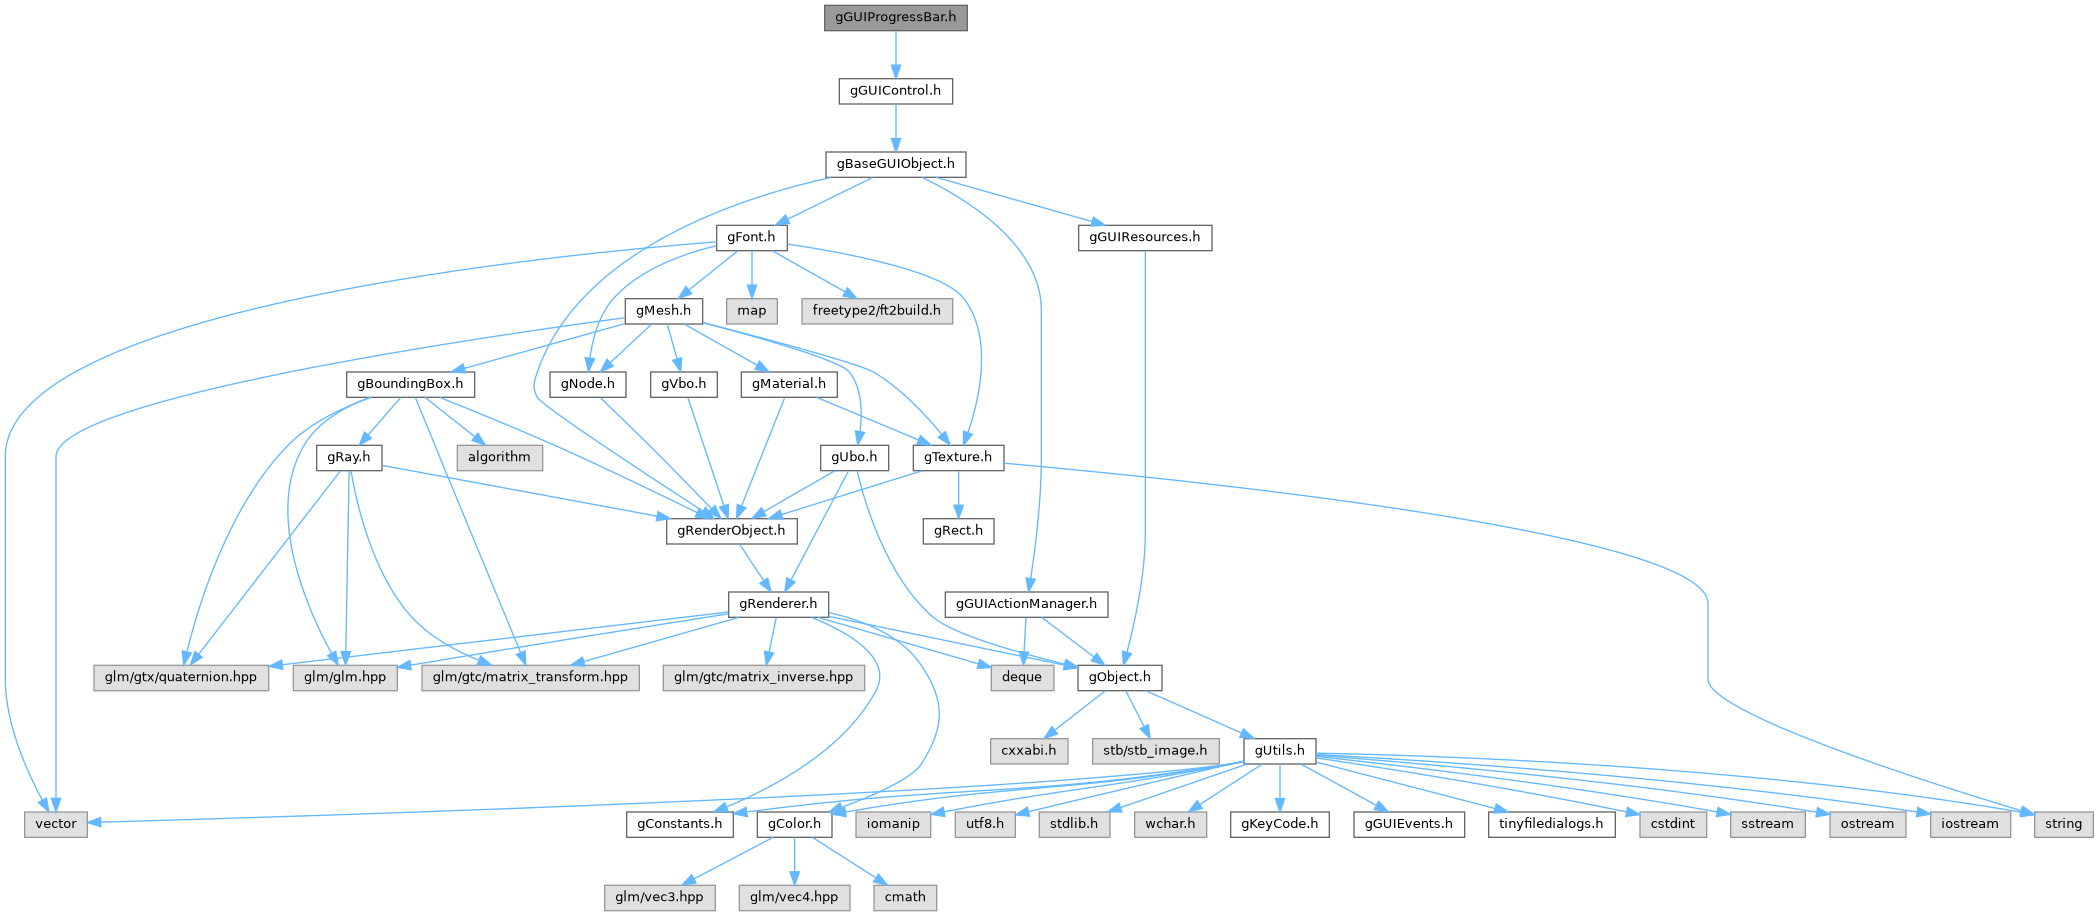 gGUIProgressBar.h
gGUIControl.h
gBaseGUIObject.h
gFont.h
gGUIResources.h
gMesh.h
map
freetype2/ft2build.h
gBoundingBox.h
gNode.h
gVbo.h
gMaterial.h
gRay.h
algorithm
gUbo.h
gTexture.h
gRenderObject.h
gRect.h
gRenderer.h
gGUIActionManager.h
glm/gtx/quaternion.hpp
glm/glm.hpp
glm/gtc/matrix_transform.hpp
glm/gtc/matrix_inverse.hpp
deque
gObject.h
cxxabi.h
stb/stb_image.h
gUtils.h
vector
gConstants.h
gColor.h
iomanip
utf8.h
stdlib.h
wchar.h
gKeyCode.h
gGUIEvents.h
tinyfiledialogs.h
cstdint
sstream
ostream
iostream
string
glm/vec3.hpp
glm/vec4.hpp
cmath